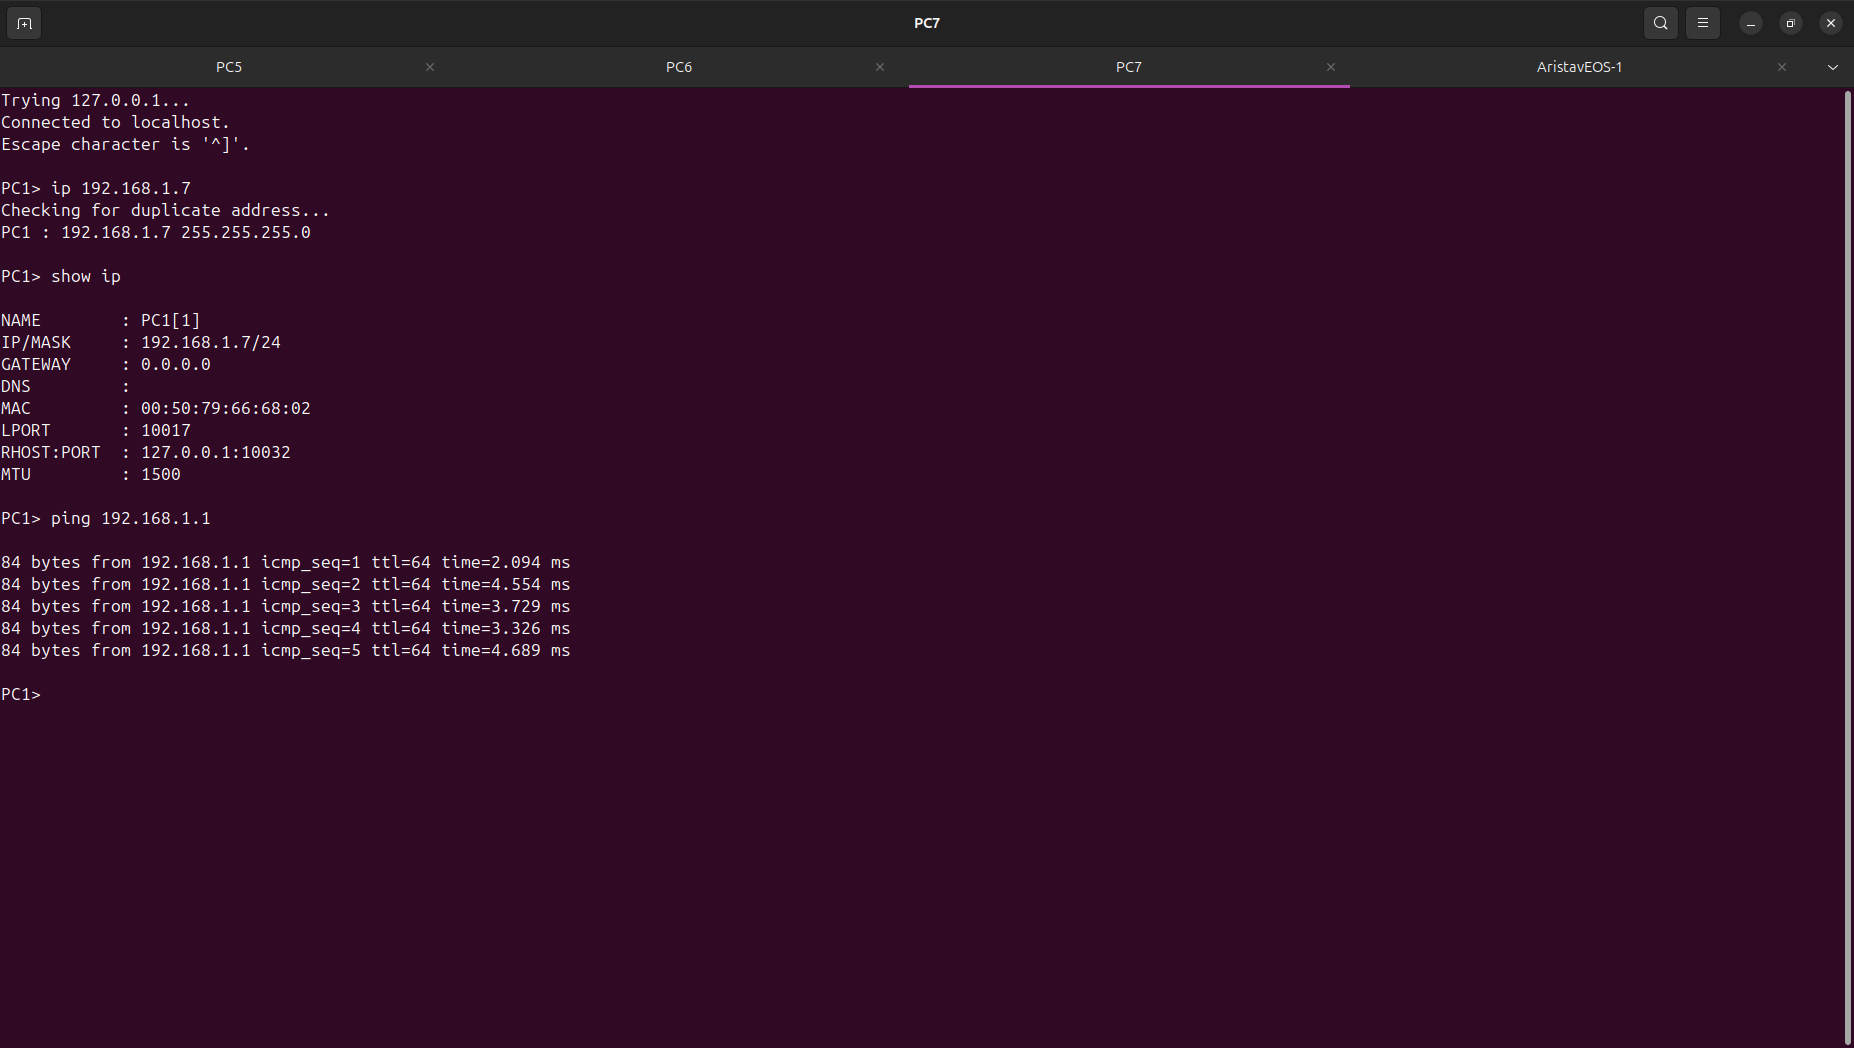 PC7
PC5
PC6
PC7
AristavEOS-1
Trying 127.0.0.1...
Connected to localhost.
Escape character is '^]'.
PC1> ip 192.168.1.7
Checking for duplicate address...
PC1 : 192.168.1.7 255.255.255.0
PC1> show ip
NAME        : PC1[1]
IP/MASK     : 192.168.1.7/24
GATEWAY     : 0.0.0.0
DNS         :
MAC         : 00:50:79:66:68:02
LPORT       : 10017
RHOST:PORT  : 127.0.0.1:10032
MTU         : 1500
PC1> ping 192.168.1.1
84 bytes from 192.168.1.1 icmp_seq=1 ttl=64 time=2.094 ms
84 bytes from 192.168.1.1 icmp_seq=2 ttl=64 time=4.554 ms
84 bytes from 192.168.1.1 icmp_seq=3 ttl=64 time=3.729 ms
84 bytes from 192.168.1.1 icmp_seq=4 ttl=64 time=3.326 ms
84 bytes from 192.168.1.1 icmp_seq=5 ttl=64 time=4.689 ms
PC1>